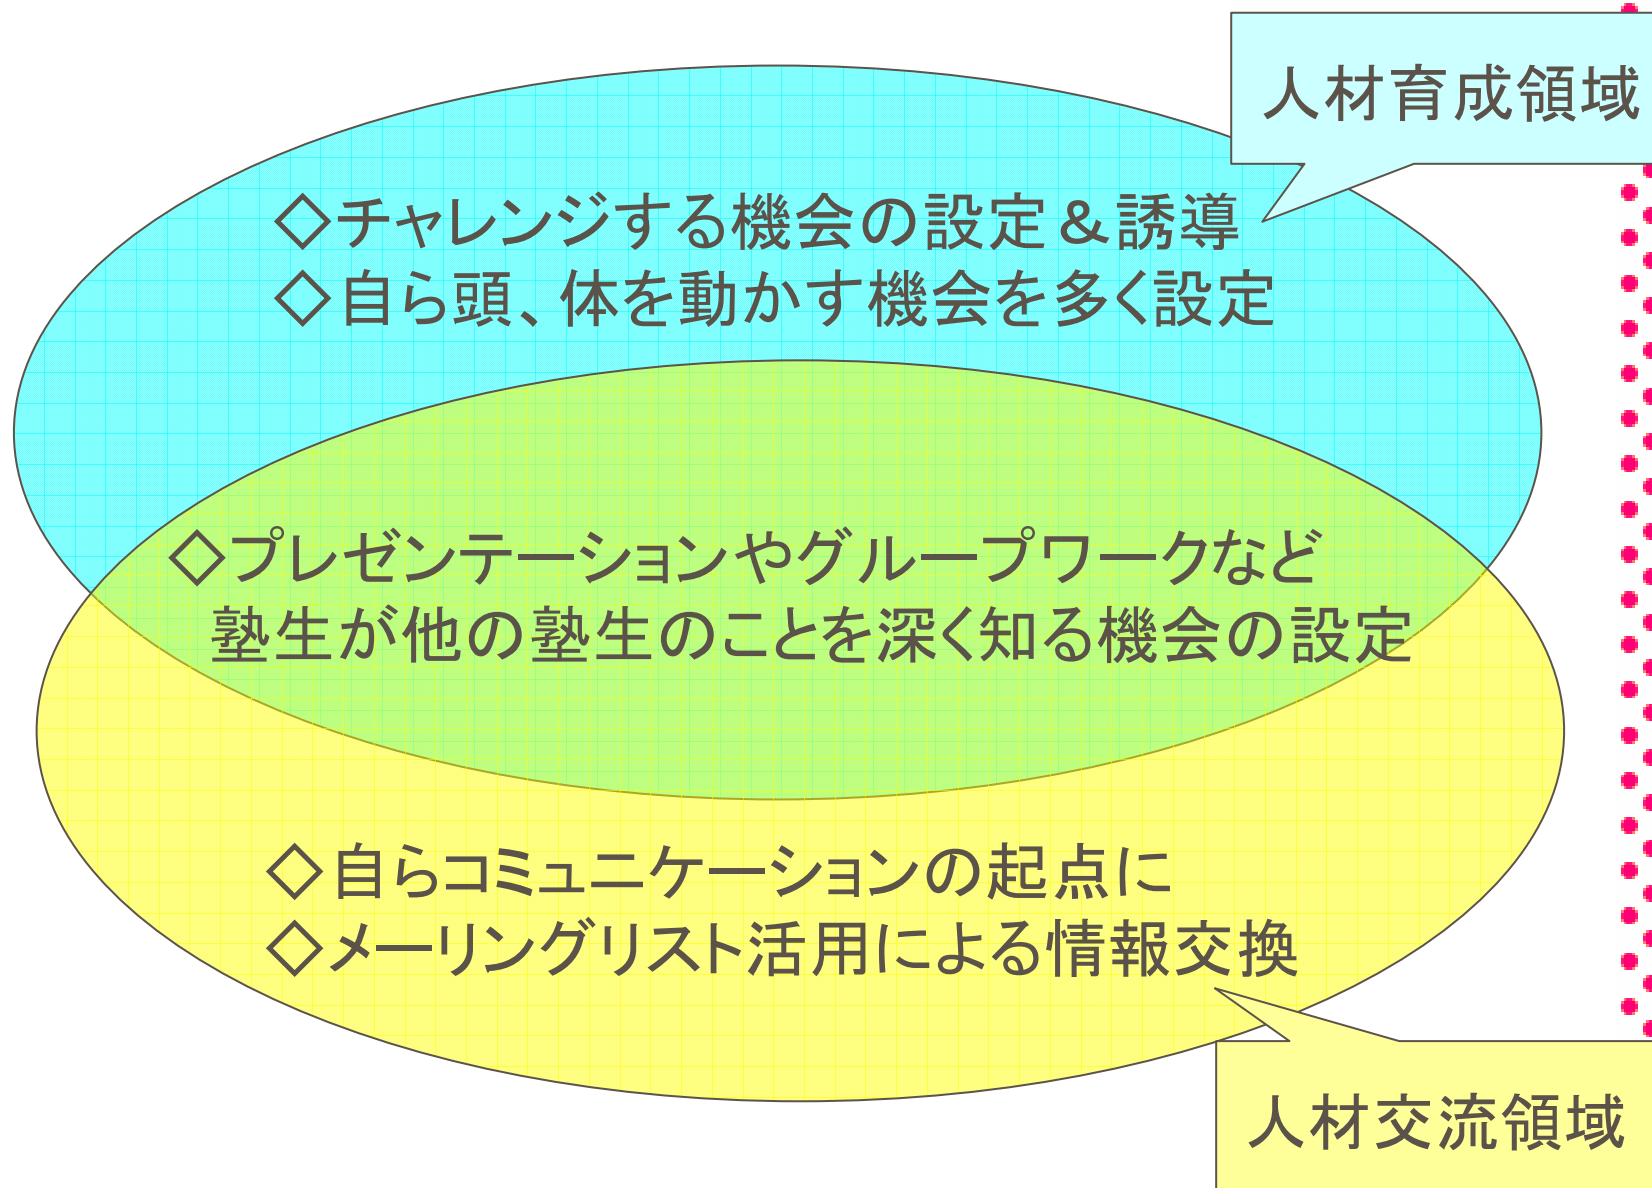 人材育成領域
◇チャレンジする機会の設定＆誘導
◇自ら頭、体を動かす機会を多く設定
◇プレゼンテーションやグループワークなど
塾生が他の塾生のことを深く知る機会の設定
◇自らコミュニケーションの起点に
◇メーリングリスト活用による情報交換
人材交流領域